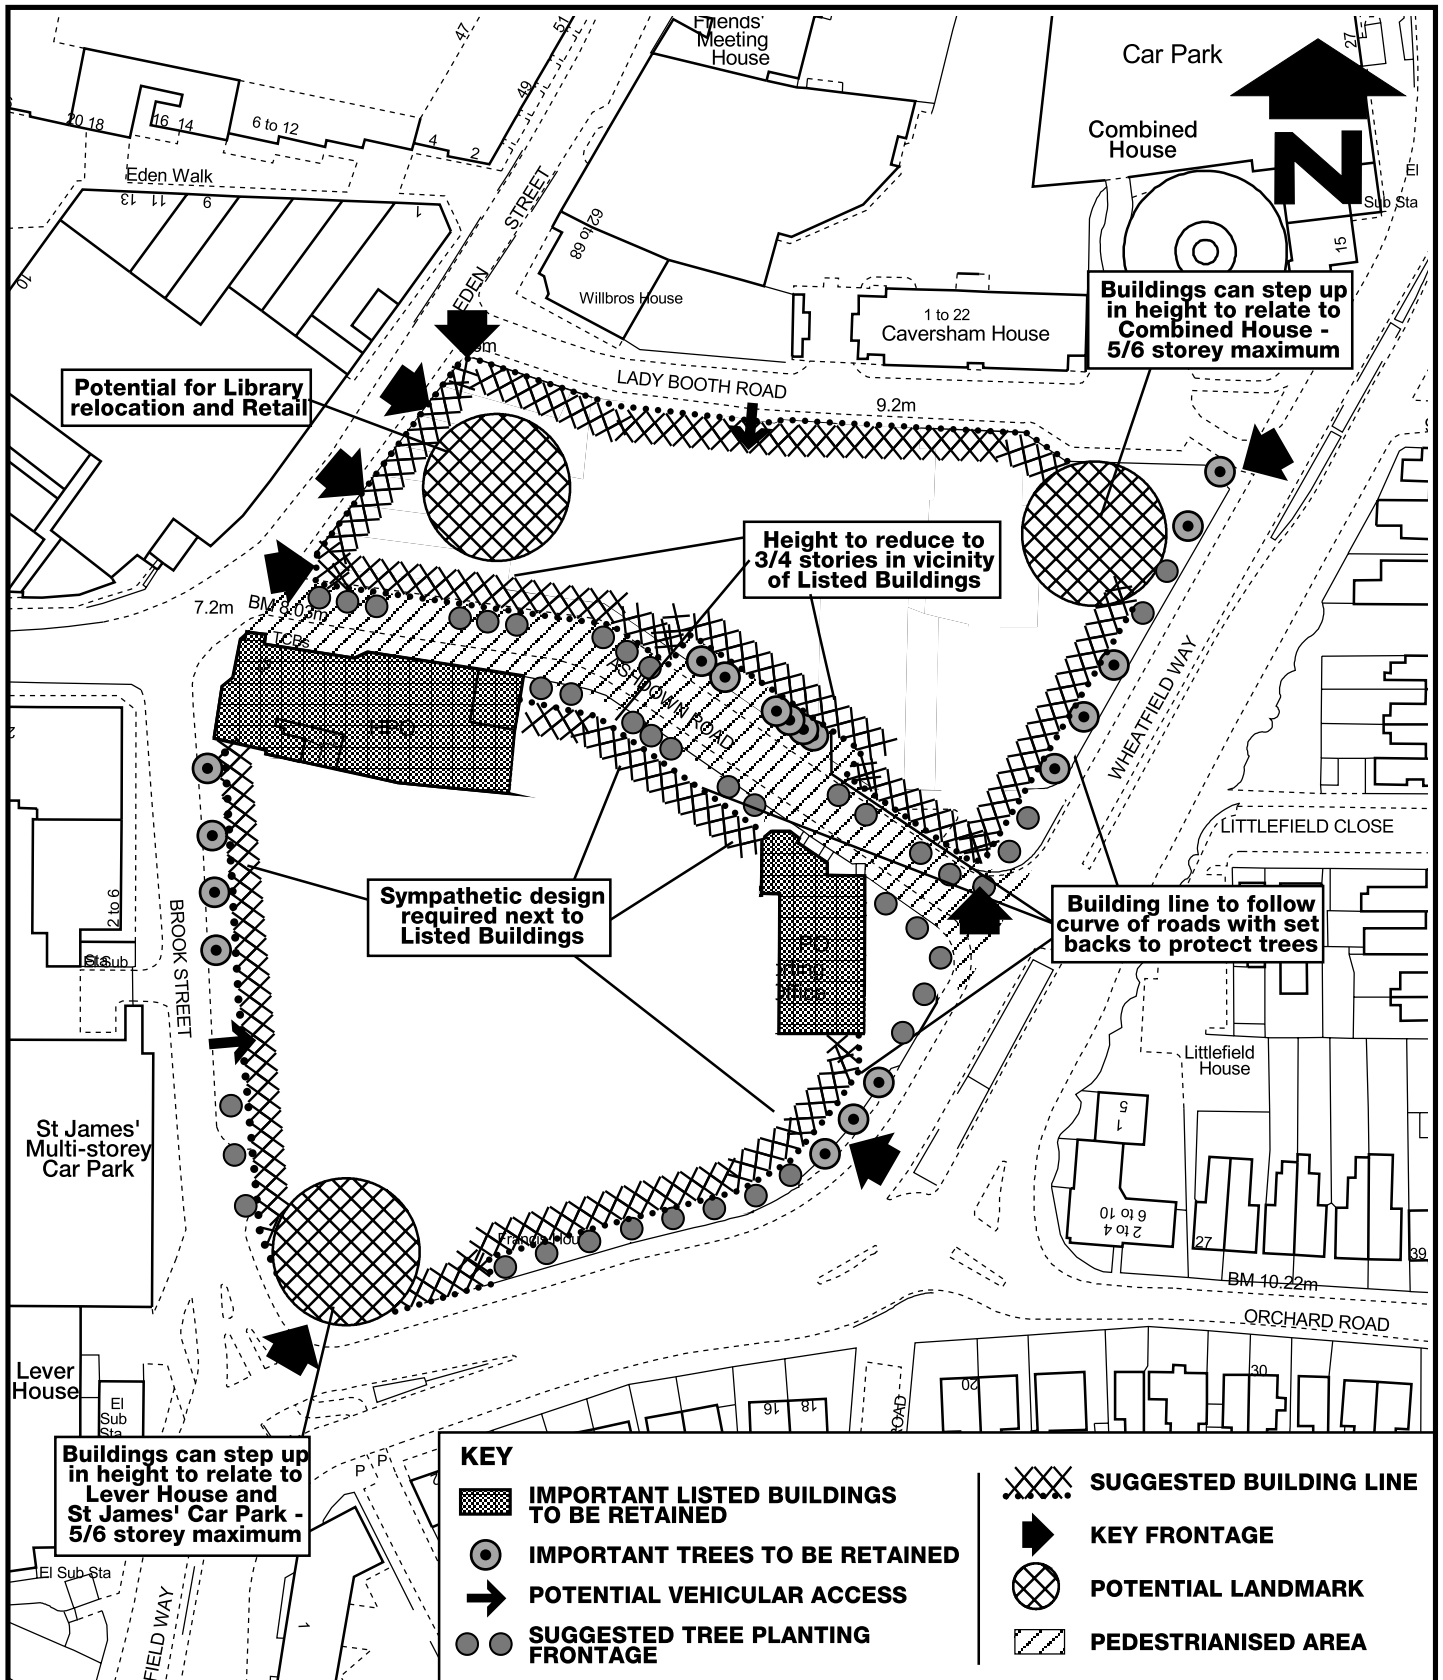 47
51
Friends'
Meeting
House
Car Park
27
49
20 18
16 14
6 to 12
4
2
Combined
House
N
El
Sub Sta
15
Eden Walk
13 11 9
1
10
EDEN STREET
62 to 68
Willbros House
1 to 22
Caversham House
Buildings can step up
in height to relate to
Combined House -
5/6 storey maximum
LADY BOOTH ROAD
9.2m
Potential for Library
relocation and Retail
Height to reduce to
3/4 stories in vicinity
of Listed Buildings
7.2m
BM 8.03m
TCBs
ASHDOWN ROAD
WHEATFIELD WAY
LITTLEFIELD CLOSE
2 to 6
El Sub
Sta
BROOK STREET
Sympathetic design
required next to
Listed Buildings
Building line to follow
curve of roads with set
backs to protect trees
PO
Littlefield
House
5
1
St James'
Multi-storey
Car Park
2 to 4
6 to 10
27
39
BM 10.22m
ORCHARD ROAD
Lever
House
El
Sub
Sta
20
30
16
18
ROAD
P P
Buildings can step up
in height to relate to
Lever House and
St James' Car Park -
5/6 storey maximum
El Sub Sta
FIELD WAY
1
KEY
IMPORTANT LISTED BUILDINGS
TO BE RETAINED
IMPORTANT TREES TO BE RETAINED
POTENTIAL VEHICULAR ACCESS
SUGGESTED TREE PLANTING
FRONTAGE
SUGGESTED BUILDING LINE
KEY FRONTAGE
POTENTIAL LANDMARK
PEDESTRIANISED AREA